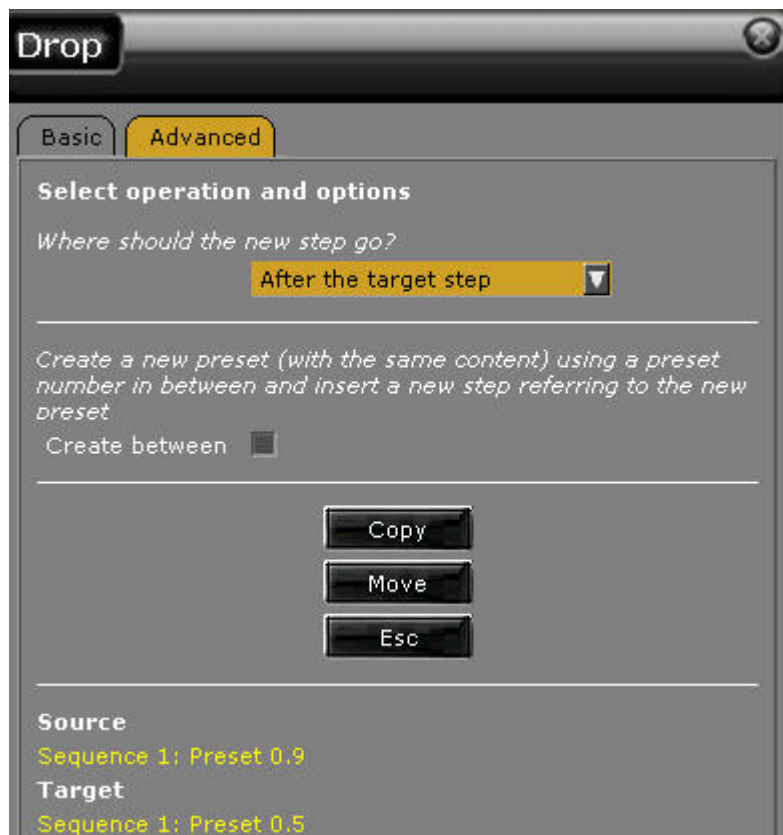 Drop
Basic Advanced
Select operation and options
Where should the new step go?
After the target step
Create a new preset (with the same content) using a preset
number in between and insert a new step referring to the new
preset
Create between
Copy
Move
Esc
Source
Sequence 1: Preset 0.9
Target
Sequence 1: Preset 0.5